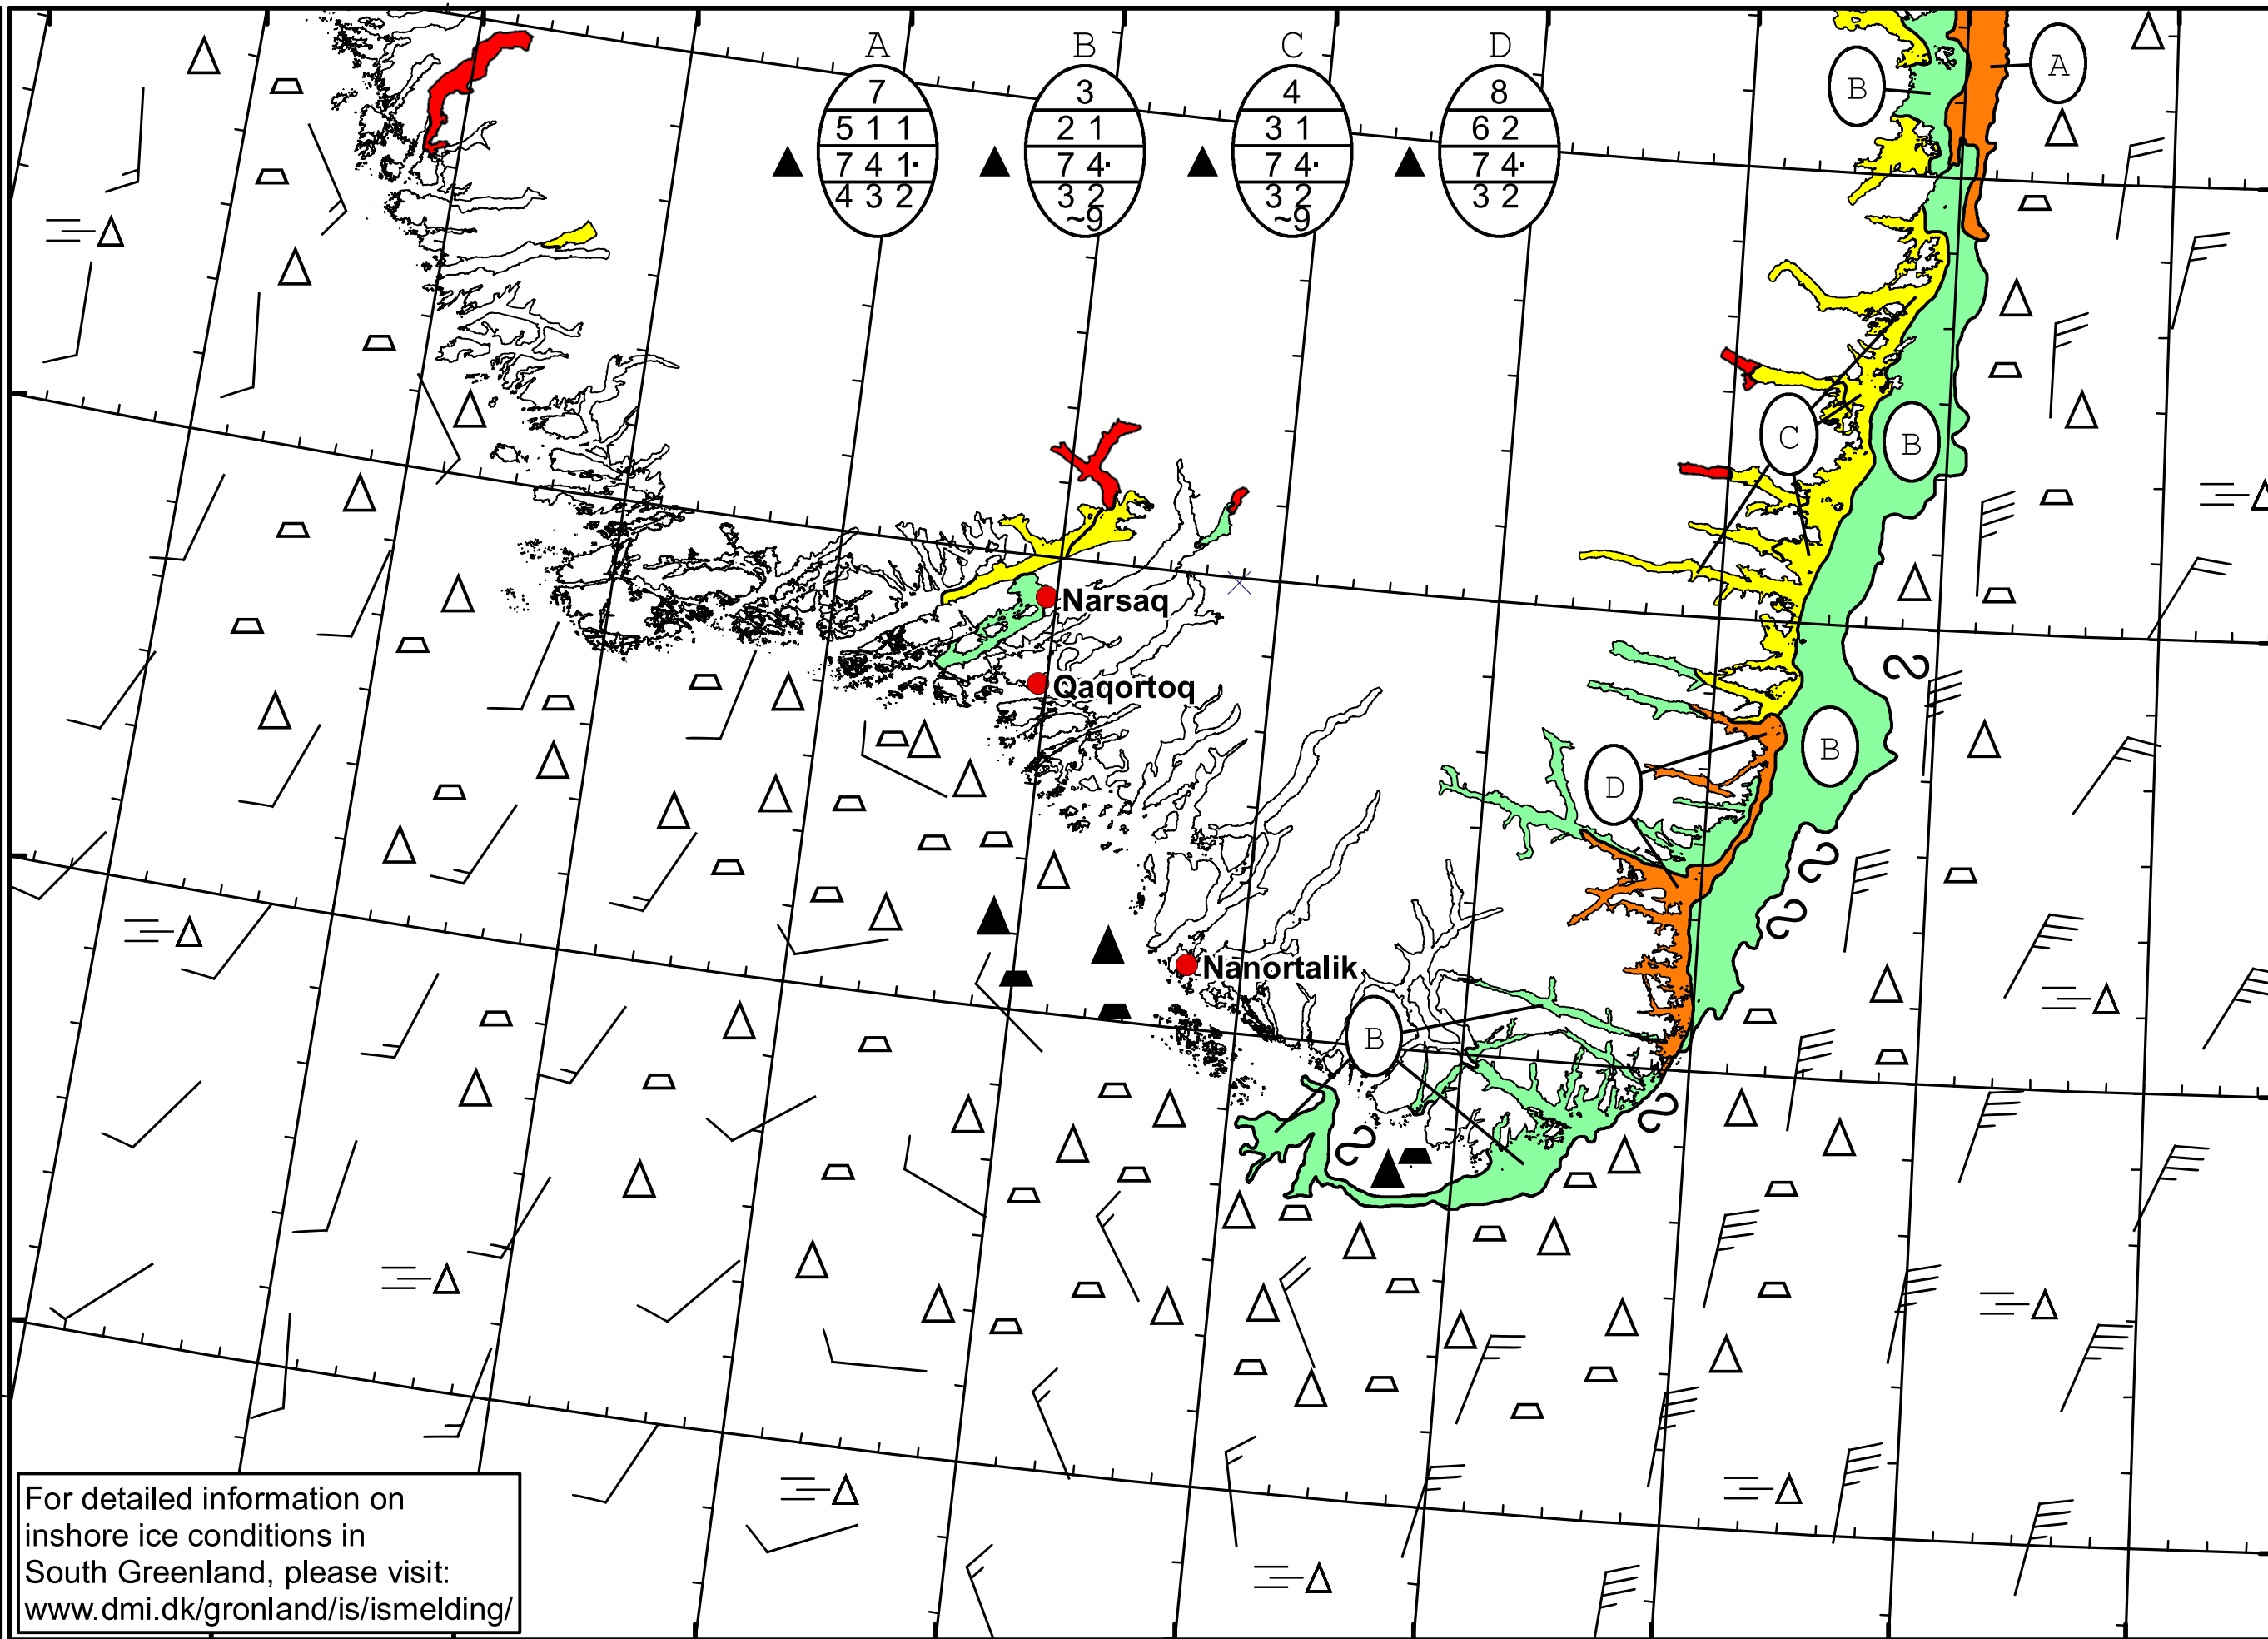 A B C D
7 3 4 8
5 1 1 2 1 3 1 6 2
7 4 1· 7 4· 7 4· 7 4·
4 3 2 3 2 3 2 3 2
~9 ~9
A
B
C
B
Narsaq
Qaqortoq
B
D
Nanortalik
B
For detailed information on
inshore ice conditions in
South Greenland, please visit:
www.dmi.dk/gronland/is/ismelding/